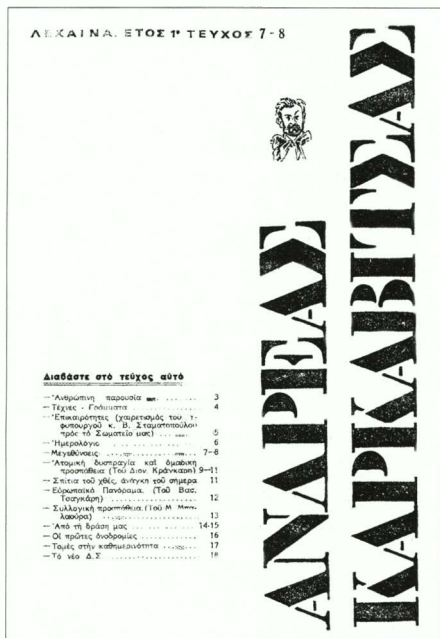 ΛΕΧΑΙΝΑ. ΕΤΟΣ 1ο ΤΕΥΧΟΣ 7-8
ΑΝΔΡΕΑΣ
ΚΑΡΚΑΒΙΤΣΑΣ
Διαβάστε στό τεύχος αὐτό
— Ἀνθρώπινη παρουσία ... 3
— Τέχνες - Γράμματα ... 4
— Ἐπικαιρότητες (χαιρετισμός τοῦ ὑ-
φυπουργοῦ κ. Β. Σταματοπούλου
πρός τό Σωματεῖο μας) ... 5
— Ἡμερολόγιο ... 6
— Μεγεθύνσεις ... 7-8
— Ἀτομική δυσπραγία καί ὁμαδική
προσπάθεια (Τοῦ Διον. Κράγκαρη) 9-11
— Σπίτια τοῦ χθές, ἀνάγκη τοῦ σήμερα 11
— Εὐρωπαϊκό Πανόραμα. (Τοῦ Βασ.
Τσαγκάρη) ... 12
— Συλλογική προσπάθεια. (Τοῦ Μ.
λαούρα) ... 13
— Ἀπό τή δράση μας ... 14-15
— Οἱ πρῶτες ἀνοδρομίες ... 16
— Τομές στήν καθημερινότητα ... 17
— Τό νέο Δ.Σ. ... 18